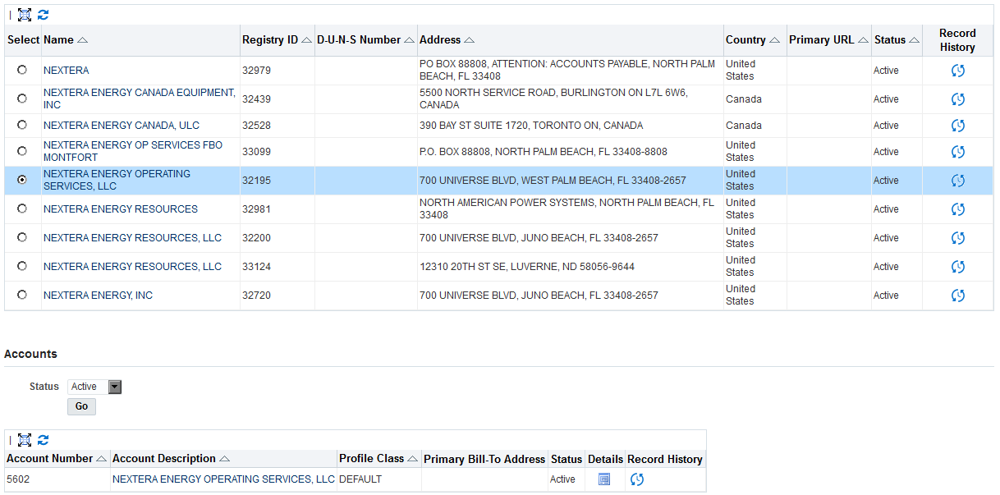 Select Name Registry ID D-U-N-S Number Address Country Primary URL Status Record History
NEXTERA 32979 PO BOX 88808, ATTENTION: ACCOUNTS PAYABLE, NORTH PALM BEACH, FL 33408 United States Active
NEXTERA ENERGY CANADA EQUIPMENT, INC 32439 5500 NORTH SERVICE ROAD, BURLINGTON ON L7L 6W6, CANADA Canada Active
NEXTERA ENERGY CANADA, ULC 32528 390 BAY ST SUITE 1720, TORONTO ON, CANADA Canada Active
NEXTERA ENERGY OP SERVICES FBO MONTFORT 33099 P.O. BOX 88808, NORTH PALM BEACH, FL 33408-8808 United States Active
NEXTERA ENERGY OPERATING SERVICES, LLC 32195 700 UNIVERSE BLVD, WEST PALM BEACH, FL 33408-2657 United States Active
NEXTERA ENERGY RESOURCES 32981 NORTH AMERICAN POWER SYSTEMS, NORTH PALM BEACH, FL 33408 United States Active
NEXTERA ENERGY RESOURCES, LLC 32200 700 UNIVERSE BLVD, JUNO BEACH, FL 33408-2657 United States Active
NEXTERA ENERGY RESOURCES, LLC 33124 12310 20TH ST SE, LUVERNE, ND 58056-9644 United States Active
NEXTERA ENERGY, INC 32720 700 UNIVERSE BLVD, JUNO BEACH, FL 33408-2657 United States Active
Accounts
Status Active
Go
Account Number Account Description Profile Class Primary Bill-To Address Status Details Record History
5602 NEXTERA ENERGY OPERATING SERVICES, LLC DEFAULT Active